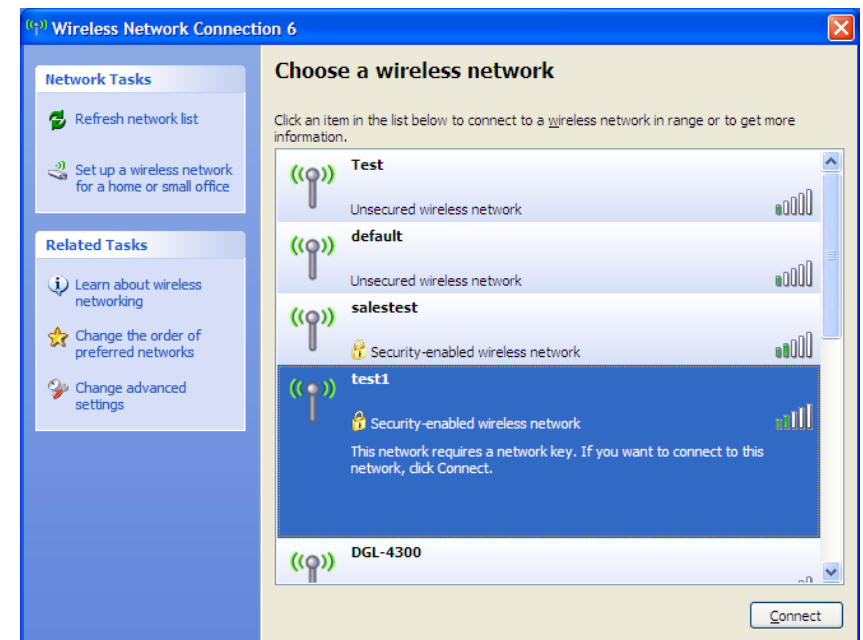 Wireless Network Connection 6
Network Tasks
Refresh network list
Set up a wireless network
for a home or small office
Related Tasks
Learn about wireless
networking
Change the order of
preferred networks
Change advanced
settings
Choose a wireless network
Click an item in the list below to connect to a wireless network in range or to get more
information.
Test
Unsecured wireless network
default
Unsecured wireless network
salestest
Security-enabled wireless network
test1
Security-enabled wireless network
This network requires a network key. If you want to connect to this
network, click Connect.
DGL-4300
Connect